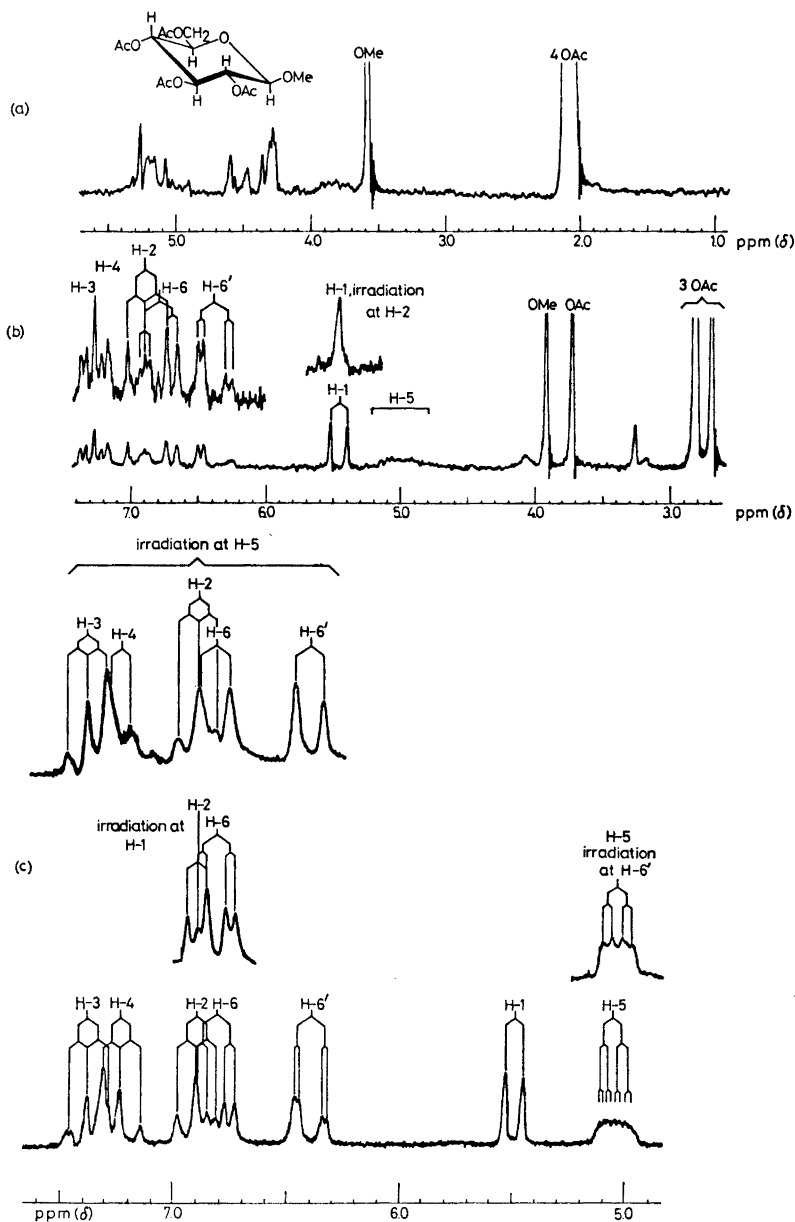 (a)
H
AcO
AcOCH2
O
H
H
AcO
OMe
H
OAc
H
OMe
4 OAc
5.0 4.0 3.0 2.0 1.0 ppm (δ)
(b)
H-3
H-4
H-2
H-6
H-6'
H-1, irradiation
at H-2
H-1
H-5
OMe
OAc
3 OAc
7.0 6.0 5.0 4.0 3.0 ppm (δ)
irradiation at H-5
H-3
H-4
H-2
H-6
H-6'
(c)
irradiation at
H-1
H-2
H-6
H-5
irradiation
at H-6'
H-3 H-4 H-2 H-6 H-6' H-1 H-5
ppm (δ) 7.0 6.0 5.0